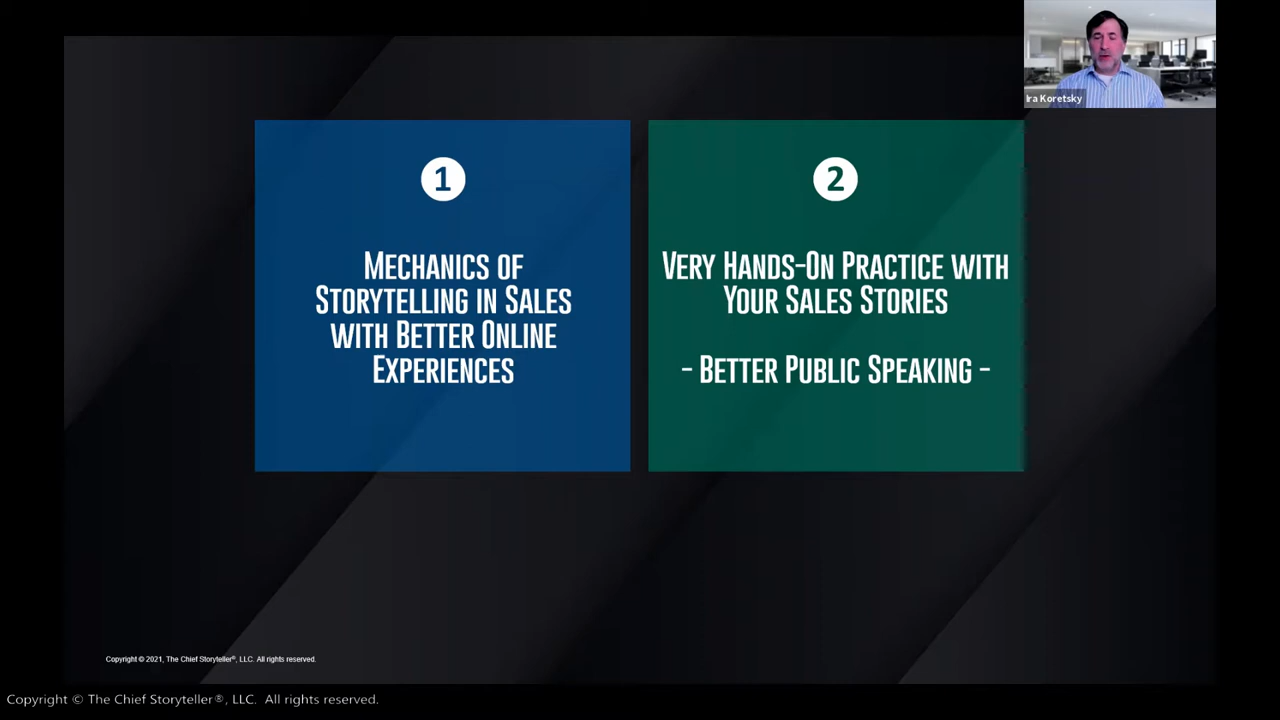 Ira Koretsky
1
Mechanics of
Storytelling in Sales
with Better Online
Experiences
2
Very Hands-On Practice with
Your Sales Stories
- Better Public Speaking -
Copyright © 2021, The Chief Storyteller®, LLC. All rights reserved.
Copyright © The Chief Storyteller®, LLC. All rights reserved.